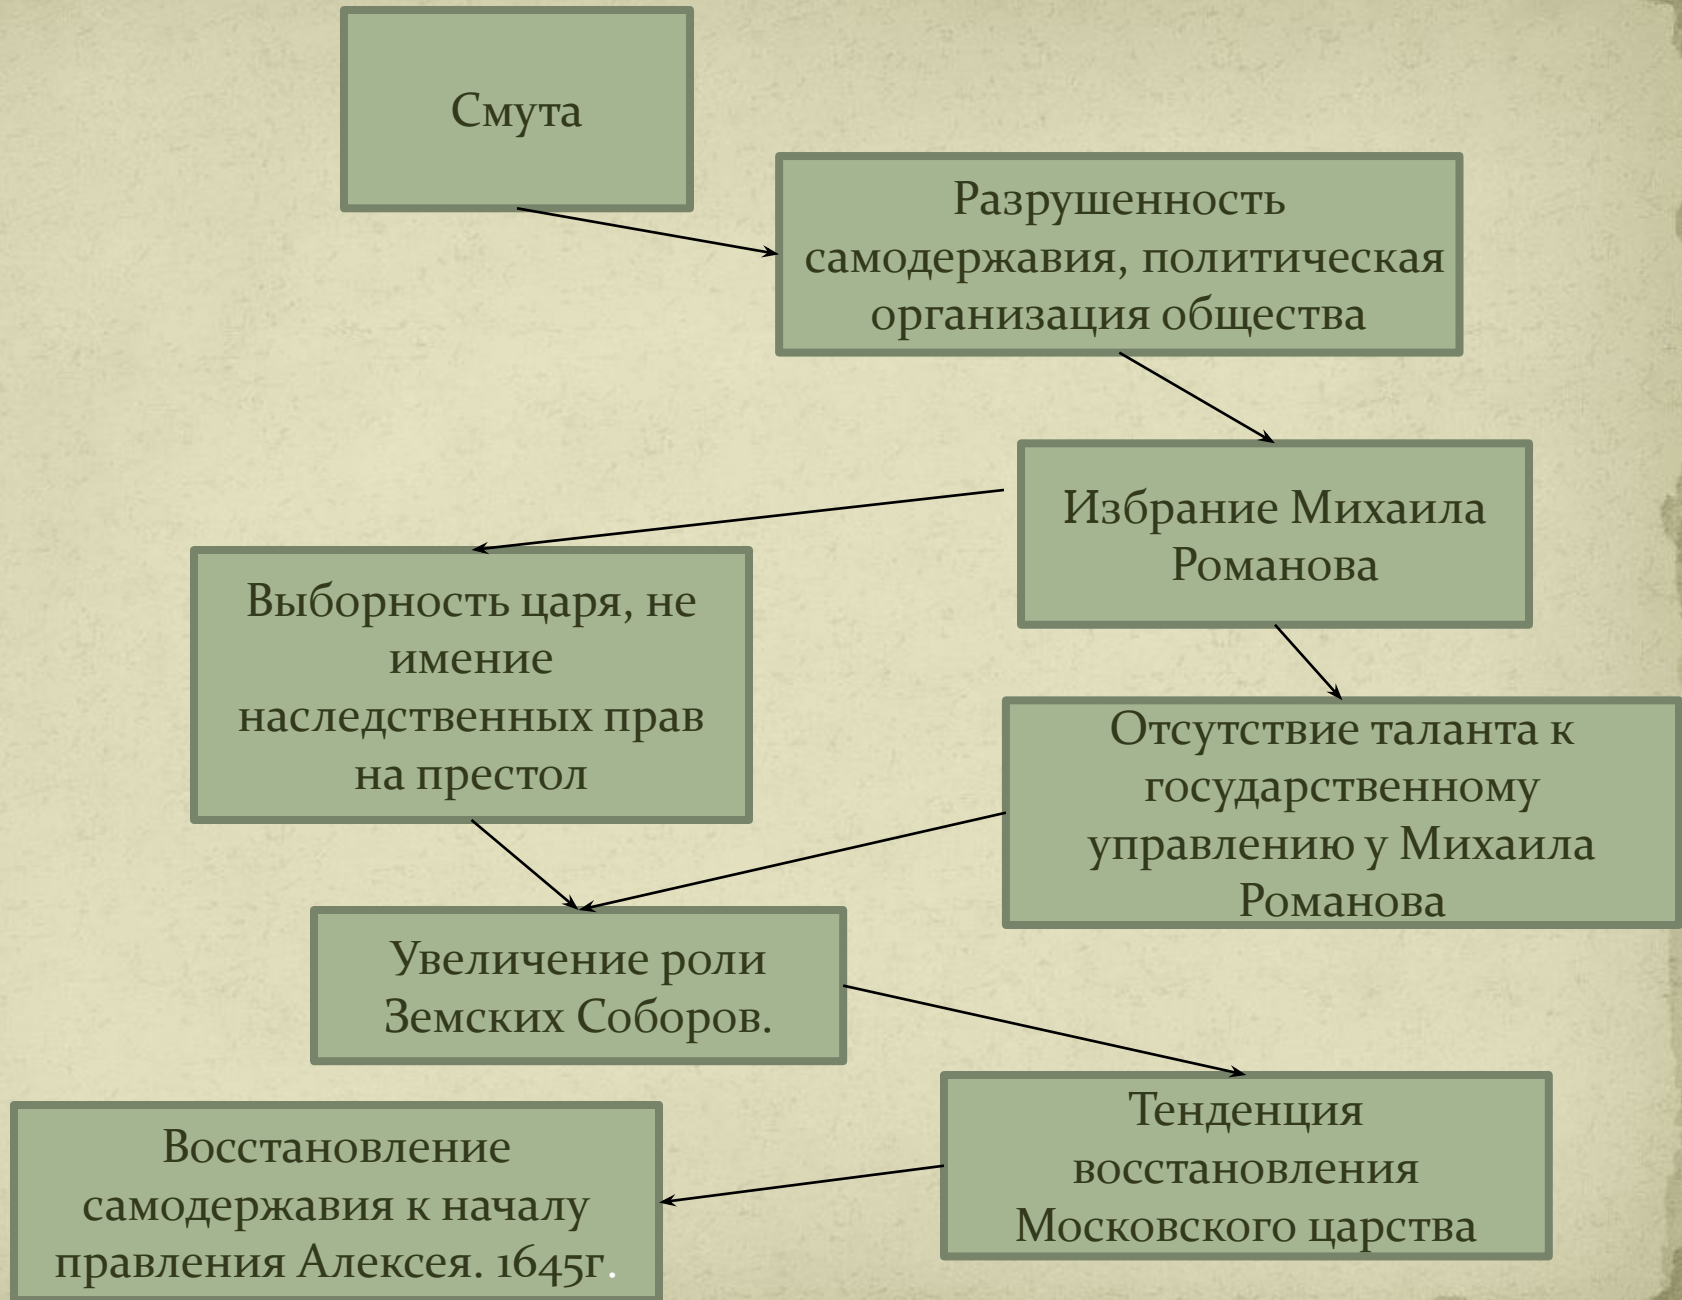 Смута
Разрушенность
самодержавия, политическая
организация общества
Избрание Михаила
Романова
Выборность царя, не
имение
наследственных прав
на престол
Отсутствие таланта к
государственному
управлению у Михаила
Романова
Увеличение роли
Земских Соборов.
Тенденция
восстановления
Московского царства
Восстановление
самодержавия к началу
правления Алексея. 1645г.